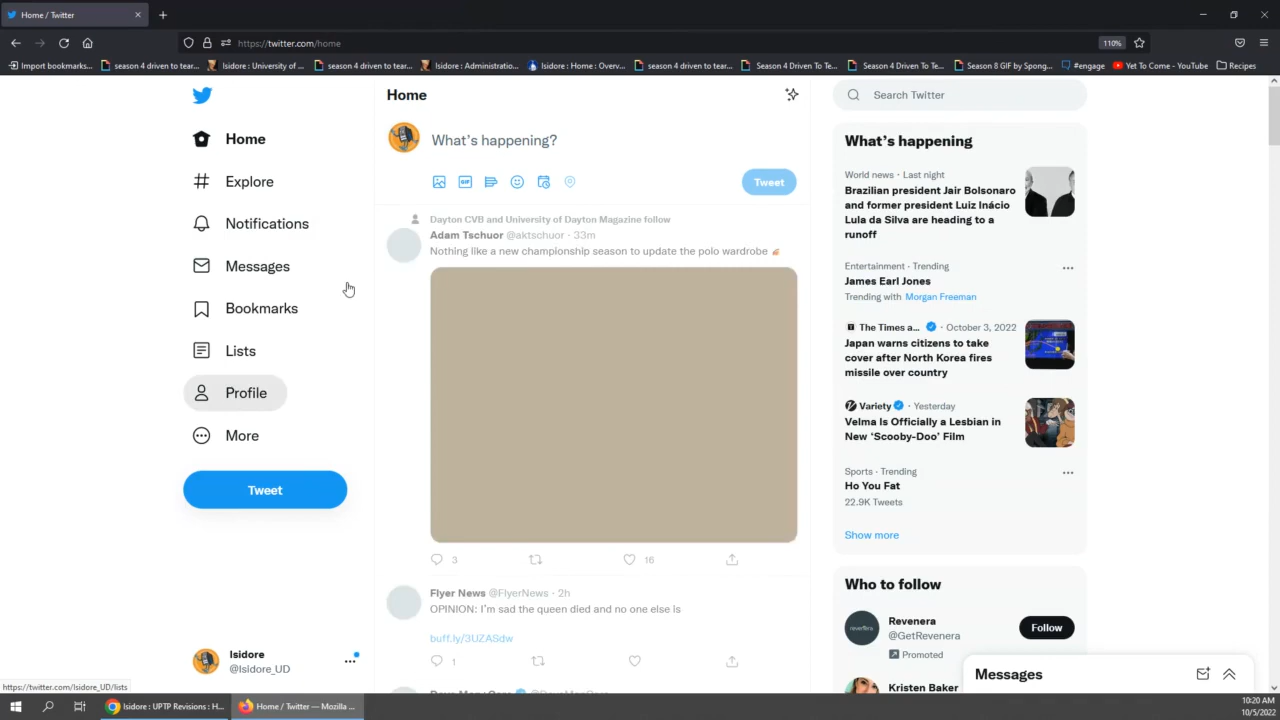 Home / Twitter
https://twitter.com/home
110%
Import bookmarks...
season 4 driven to tear...
Isidore : University of ...
season 4 driven to tear...
Isidore : Administratio...
Isidore : Home : Overv...
season 4 driven to tear...
Season 4 Driven To Te...
Season 4 Driven To Te...
Season 8 GIF by Spong...
#engage
Yet To Come - YouTube
Recipes
Home
Explore
Notifications
Messages
Bookmarks
Lists
Profile
More
Tweet
Isidore
@Isidore_UD
Home
What's happening?
GIF
Tweet
Dayton CVB and University of Dayton Magazine follow
Adam Tschuor @aktschuor · 33m
Nothing like a new championship season to update the polo wardrobe
3
16
Flyer News @FlyerNews · 2h
OPINION: I'm sad the queen died and no one else is
buff.ly/3UZASdw
1
Search Twitter
What's happening
World news · Last night
Brazilian president Jair Bolsonaro
and former president Luiz Inácio
Lula da Silva are heading to a
runoff
Entertainment · Trending
James Earl Jones
Trending with Morgan Freeman
The Times a... · October 3, 2022
Japan warns citizens to take
cover after North Korea fires
missile over country
Variety · Yesterday
Velma Is Officially a Lesbian in
New 'Scooby-Doo' Film
Sports · Trending
Ho You Fat
22.9K Tweets
Show more
Who to follow
Revenera
@GetRevenera
Promoted
Follow
Kristen Baker
Messages
https://twitter.com/Isidore_UD/lists
Isidore : UPTP Revisions : H...
Home / Twitter — Mozilla ...
10:20 AM
10/5/2022